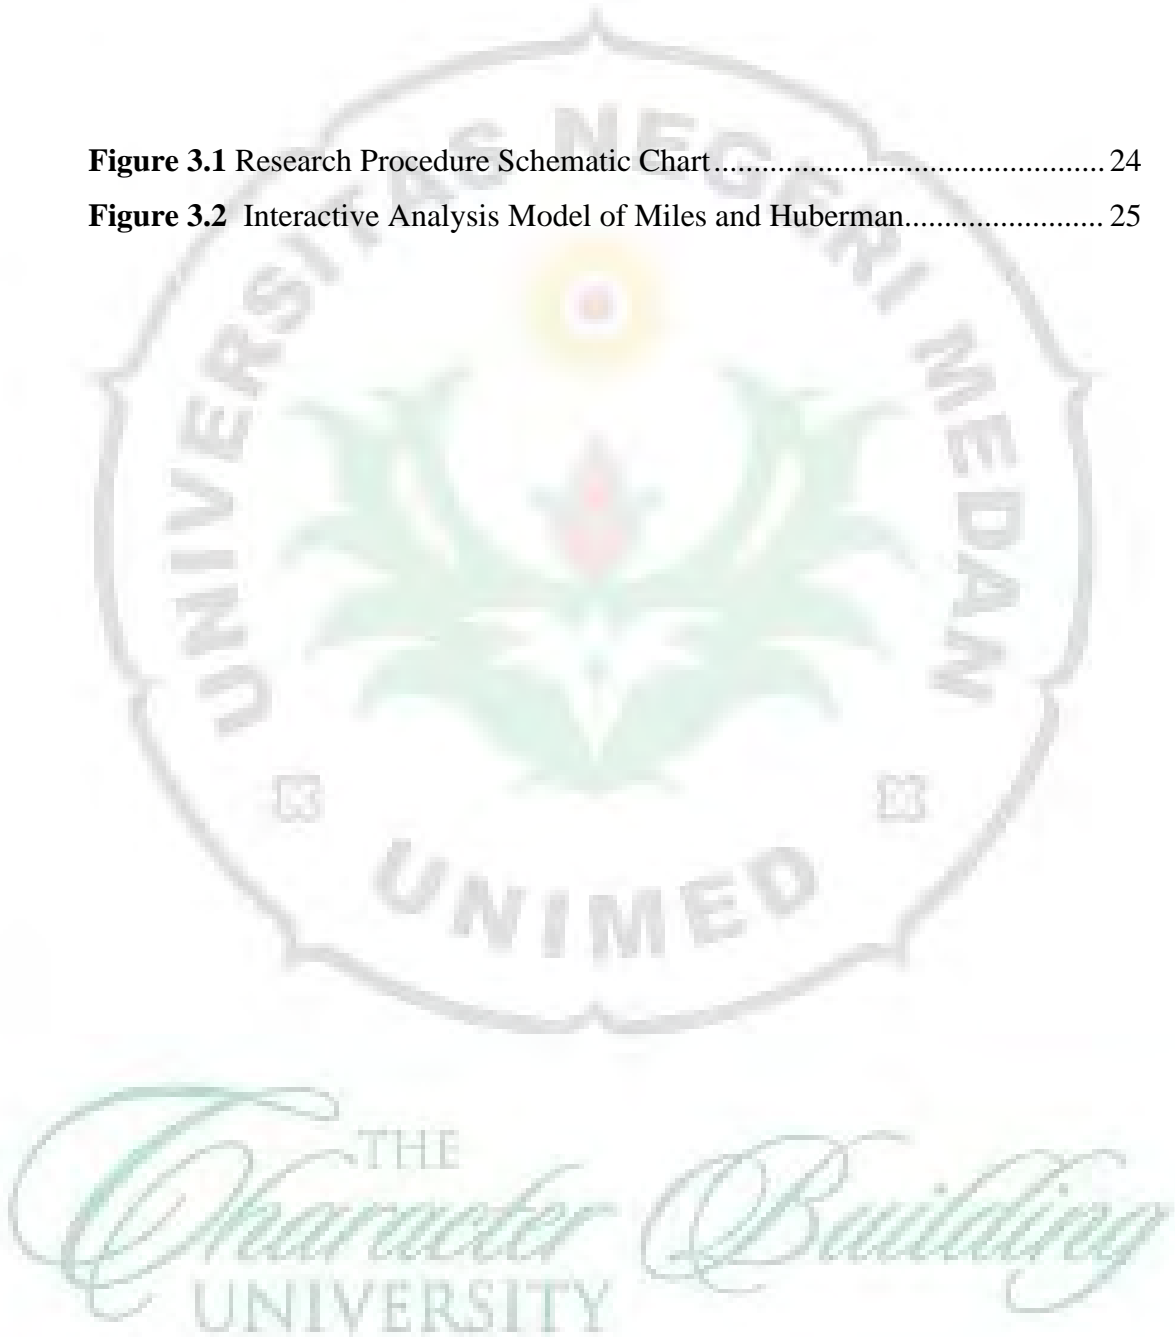 Figure 3.1 Research Procedure Schematic Chart................................................. 24
Figure 3.2  Interactive Analysis Model of Miles and Huberman......................... 25
UNIVERSITAS NEGERI MEDAN
UNIMED
THE
Character Building
UNIVERSITY